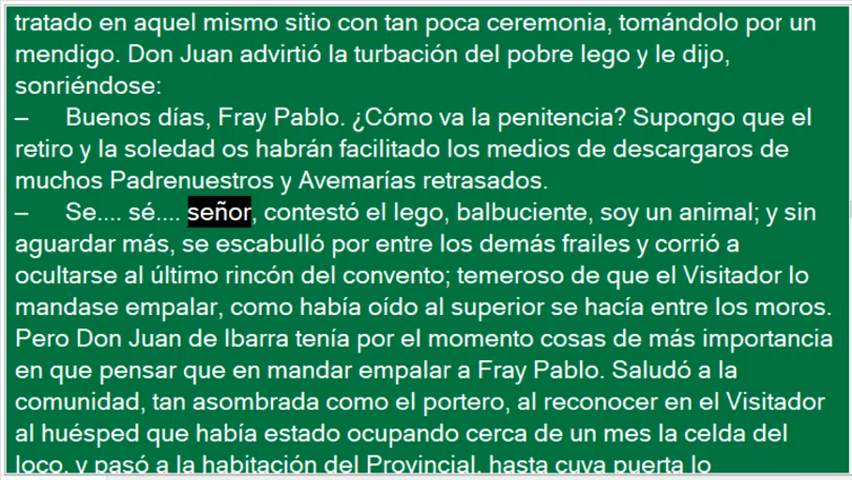 tratado en aquel mismo sitio con tan poca ceremonia, tomándolo por un
mendigo. Don Juan advirtió la turbación del pobre lego y le dijo,
sonriéndose:
– Buenos días, Fray Pablo. ¿Cómo va la penitencia? Supongo que el
retiro y la soledad os habrán facilitado los medios de descargaros de
muchos Padrenuestros y Avemarías retrasados.
– Se.... sé.... señor, contestó el lego, balbuciente, soy un animal; y sin
aguardar más, se escabulló por entre los demás frailes y corrió a
ocultarse al último rincón del convento; temeroso de que el Visitador lo
mandase empalar, como había oído al superior se hacía entre los moros.
Pero Don Juan de Ibarra tenía por el momento cosas de más importancia
en que pensar que en mandar empalar a Fray Pablo. Saludó a la
comunidad, tan asombrada como el portero, al reconocer en el Visitador
al huésped que había estado ocupando cerca de un mes la celda del
loco, y pasó a la habitación del Provincial, hasta cuya puerta lo